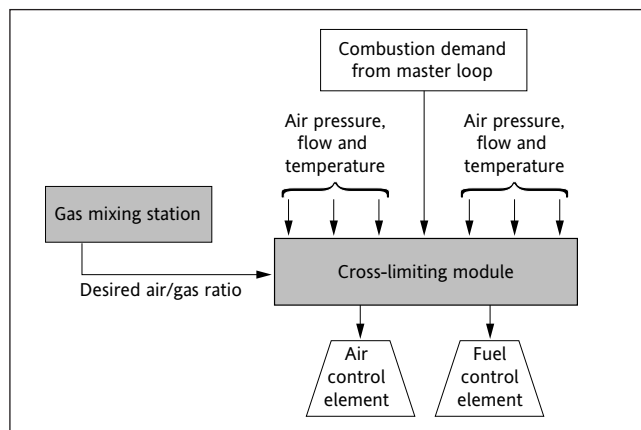 Combustion demand
from master loop
Air pressure,
flow and
temperature
Air pressure,
flow and
temperature
Gas mixing station
Desired air/gas ratio
Cross-limiting module
Air
control
element
Fuel
control
element